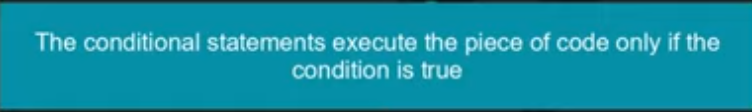 The conditional statements execute the piece of code only if the
condition is true